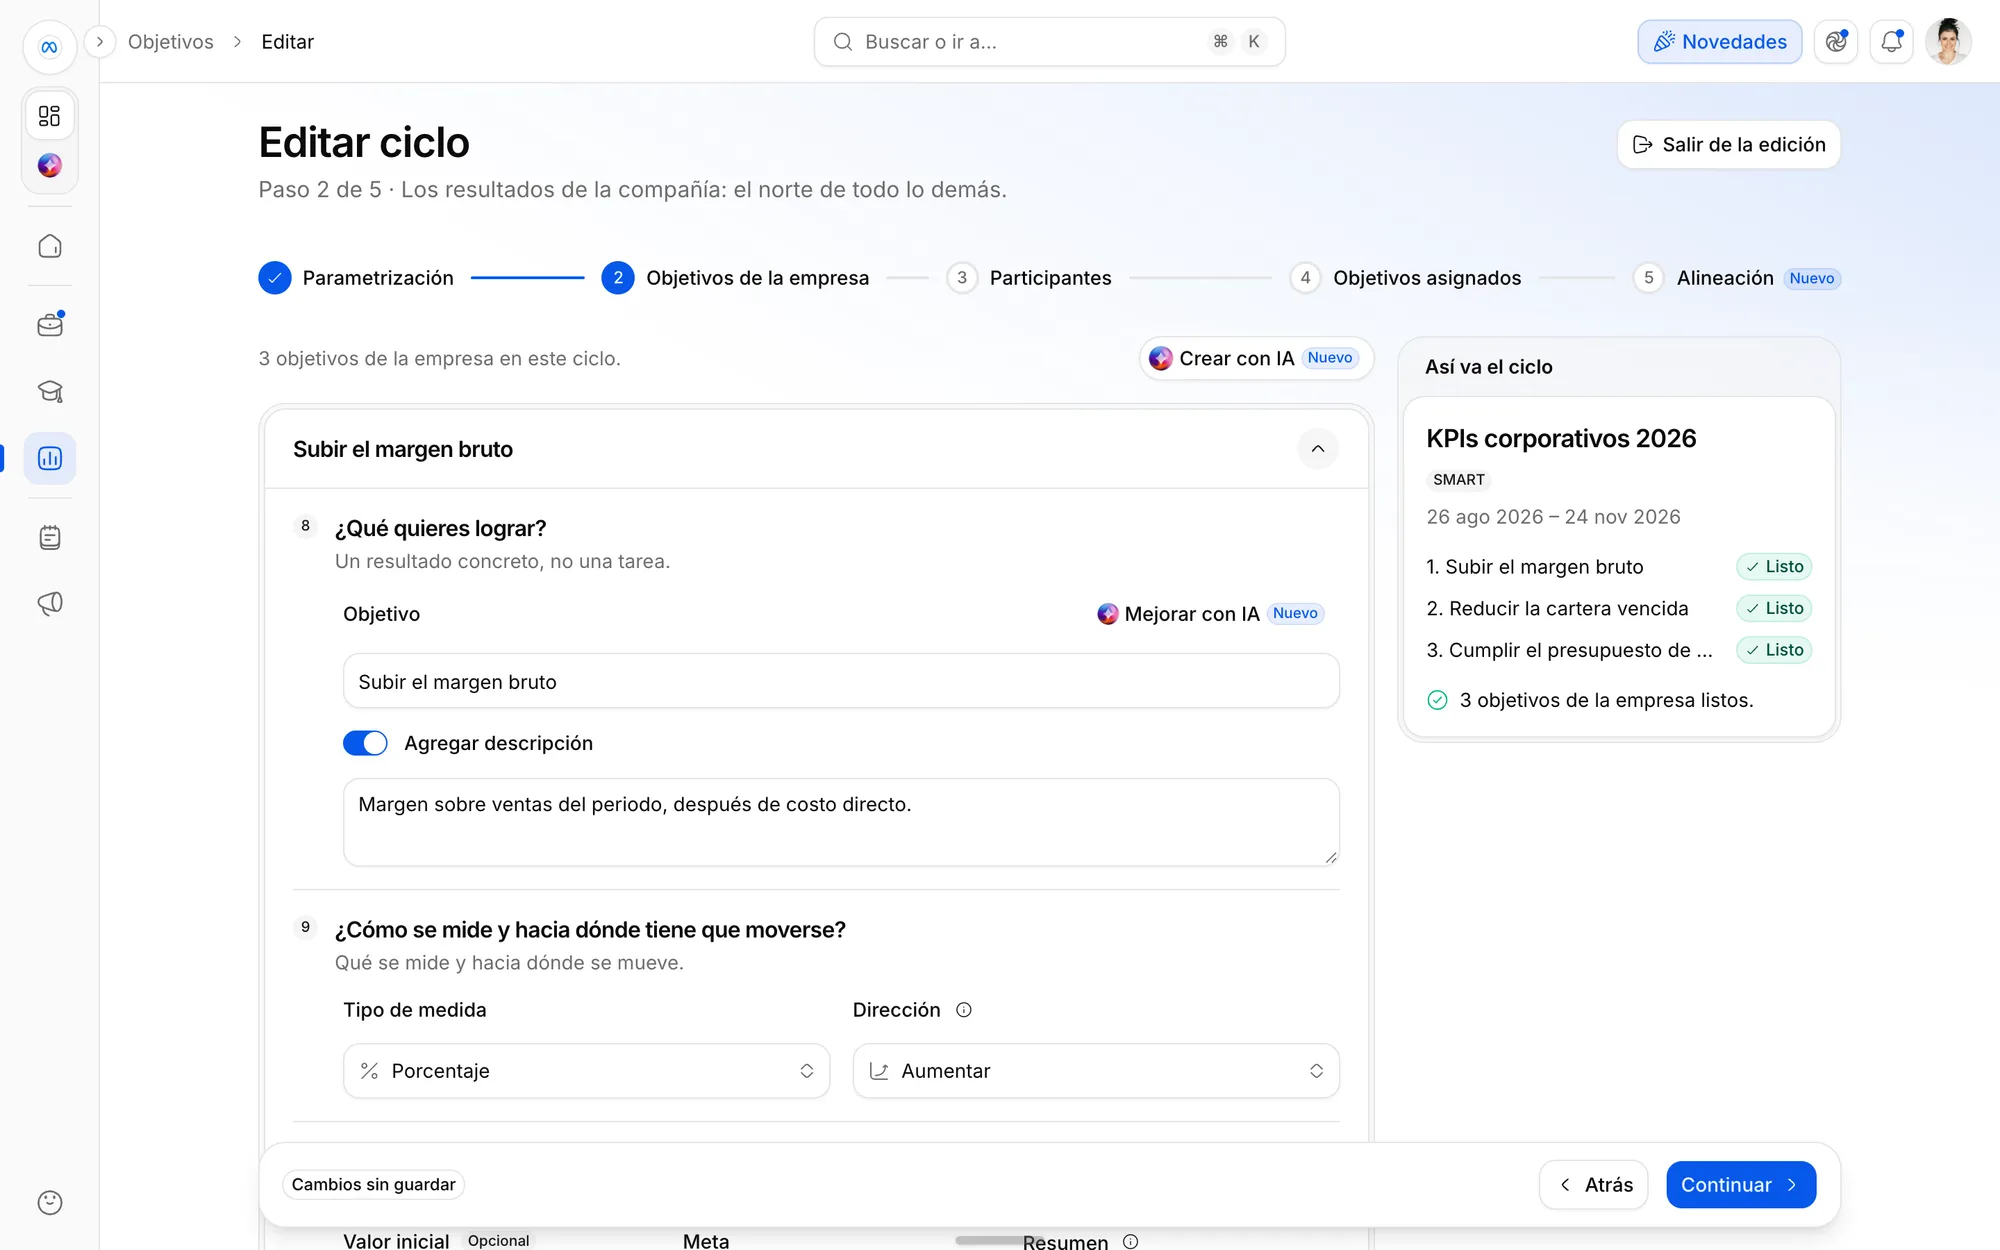 Objetivos
Editar
Buscar o ir a...
⌘ K
Novedades
Editar ciclo
Paso 2 de 5 · Los resultados de la compañía: el norte de todo lo demás.
Salir de la edición
Parametrización
2 Objetivos de la empresa
3 Participantes
4 Objetivos asignados
5 Alineación Nuevo
3 objetivos de la empresa en este ciclo.
Crear con IA Nuevo
Subir el margen bruto
8 ¿Qué quieres lograr?
Un resultado concreto, no una tarea.
Objetivo
Mejorar con IA Nuevo
Subir el margen bruto
Agregar descripción
Margen sobre ventas del periodo, después de costo directo.
9 ¿Cómo se mide y hacia dónde tiene que moverse?
Qué se mide y hacia dónde se mueve.
Tipo de medida
Dirección
Porcentaje
Aumentar
Así va el ciclo
KPIs corporativos 2026
SMART
26 ago 2026 – 24 nov 2026
1. Subir el margen bruto Listo
2. Reducir la cartera vencida Listo
3. Cumplir el presupuesto de ... Listo
3 objetivos de la empresa listos.
Cambios sin guardar
Atrás
Continuar
Valor inicial Opcional
Meta
Resumen